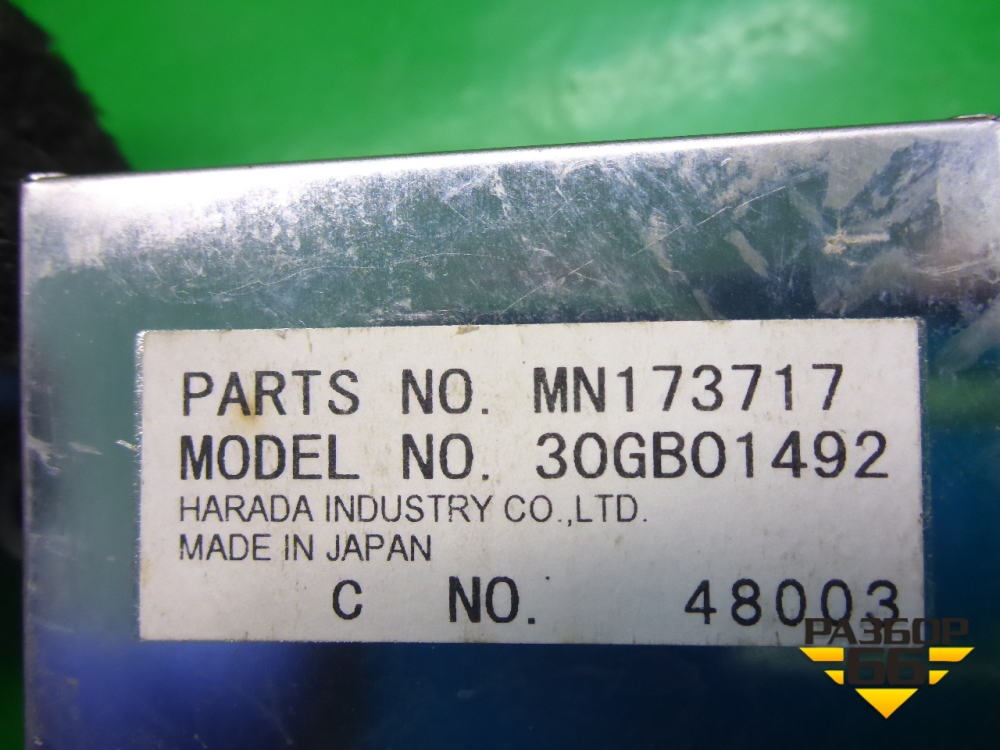 PARTS NO. MN173717
MODEL NO. 30GB01492
HARADA INDUSTRY CO.,LTD.
MADE IN JAPAN
C NO. 48003
РАЗБОР
66